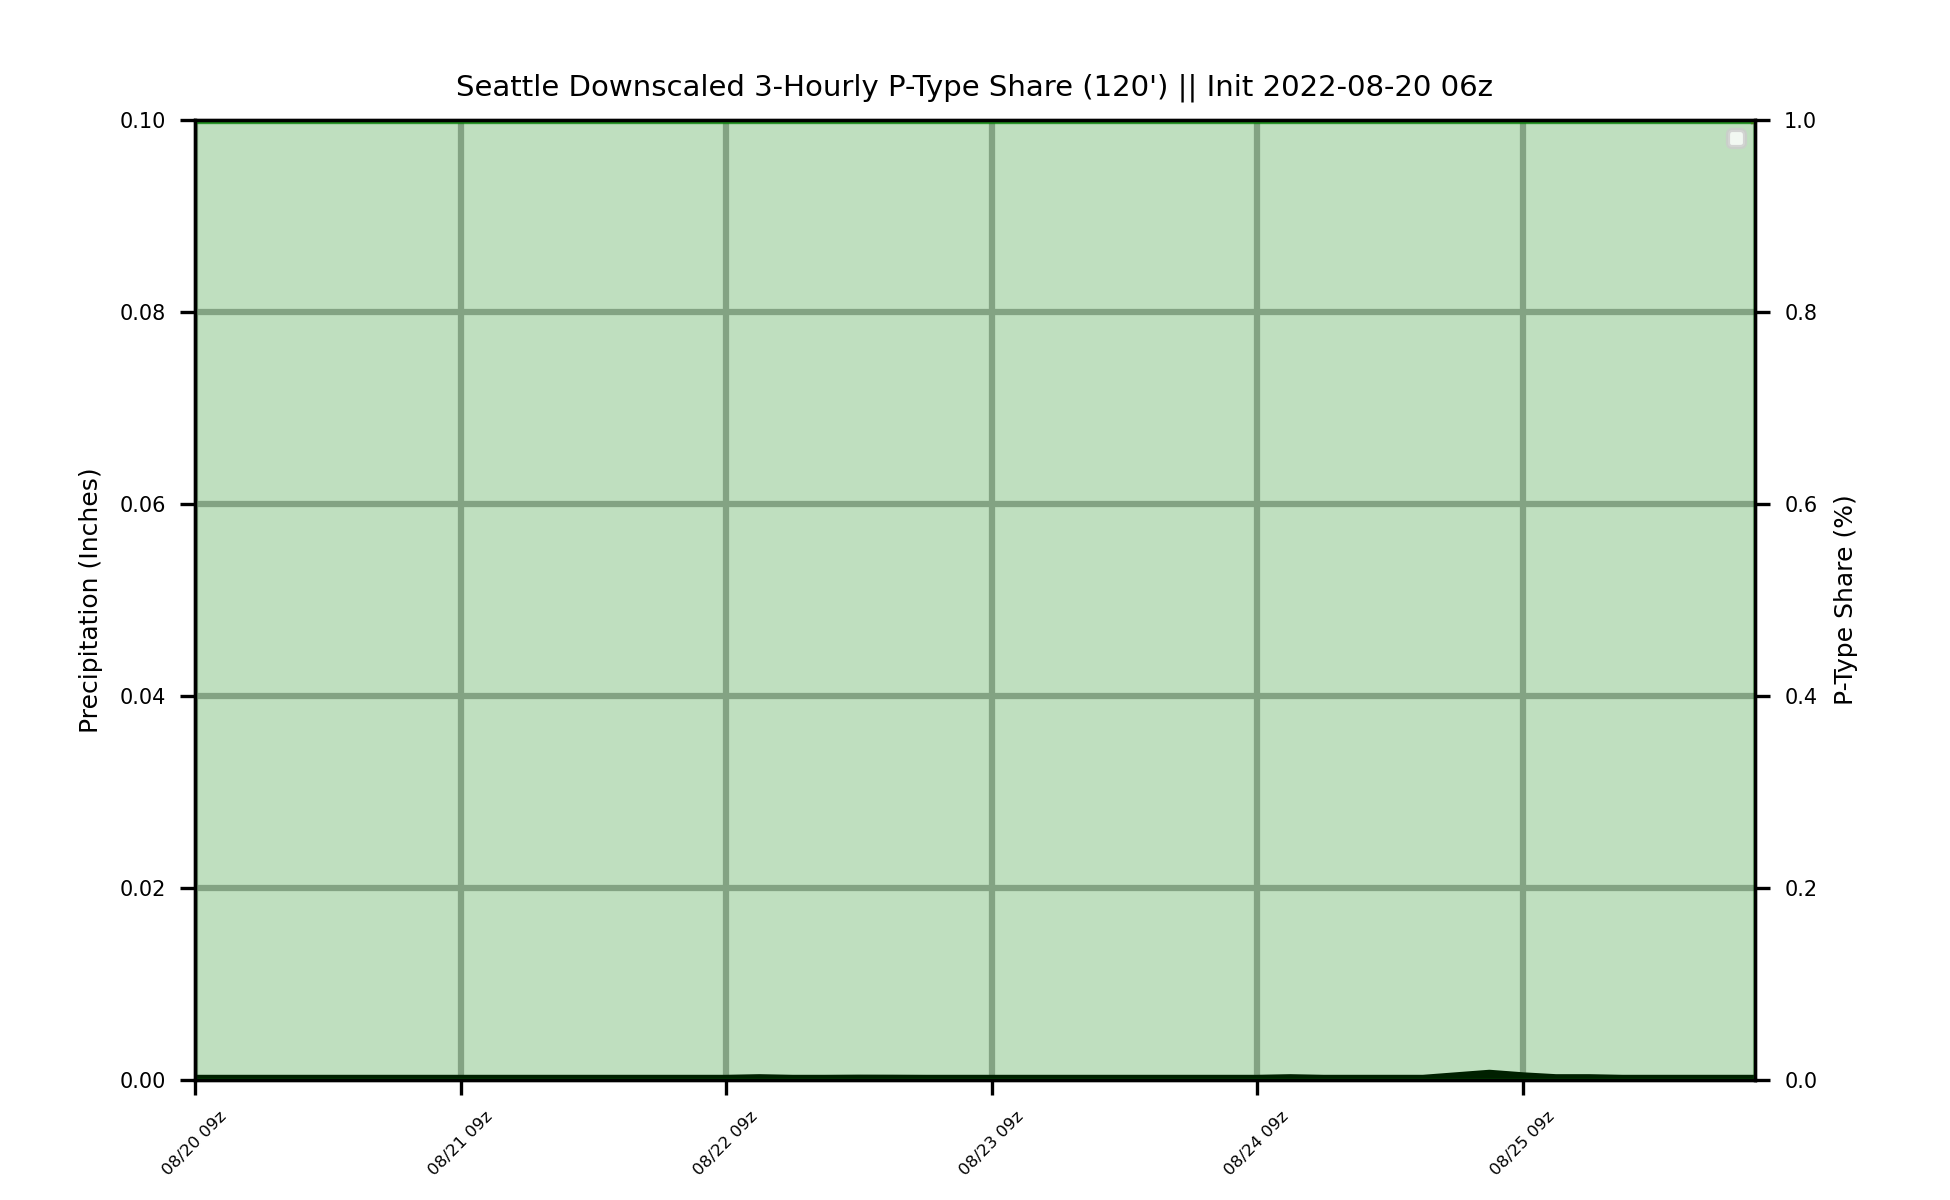 Seattle Downscaled 3-Hourly P-Type Share (120') || Init 2022-08-20 06z
0.10
0.08
0.06
0.04
0.02
0.00
Precipitation (Inches)
1.0
0.8
0.6
0.4
0.2
0.0
P-Type Share (%)
08/20 09z
08/21 09z
08/22 09z
08/23 09z
08/24 09z
08/25 09z